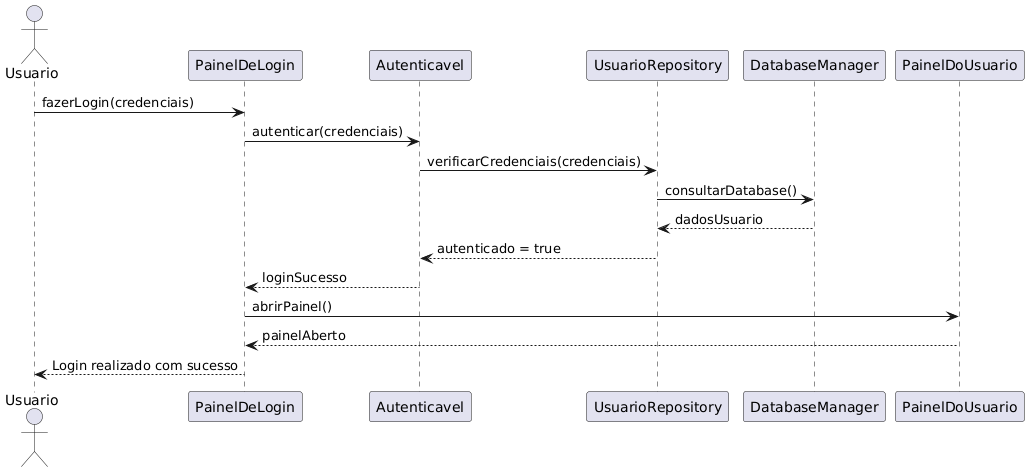 Usuario
PainelDeLogin
Autenticavel
UsuarioRepository
DatabaseManager
PainelDoUsuario
fazerLogin(credenciais)
autenticar(credenciais)
verificarCredenciais(credenciais)
consultarDatabase()
dadosUsuario
autenticado = true
loginSucesso
abrirPainel()
painelAberto
Login realizado com sucesso
Usuario
PainelDeLogin
Autenticavel
UsuarioRepository
DatabaseManager
PainelDoUsuario